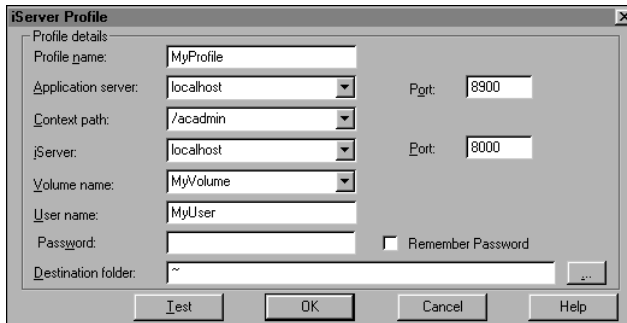 iServer Profile
Profile details
Profile name: MyProfile
Application server: localhost Port: 8900
Context path: /acadmin
iServer: localhost Port: 8000
Volume name: MyVolume
User name: MyUser
Password: Remember Password
Destination folder: ~ ...
Test OK Cancel Help